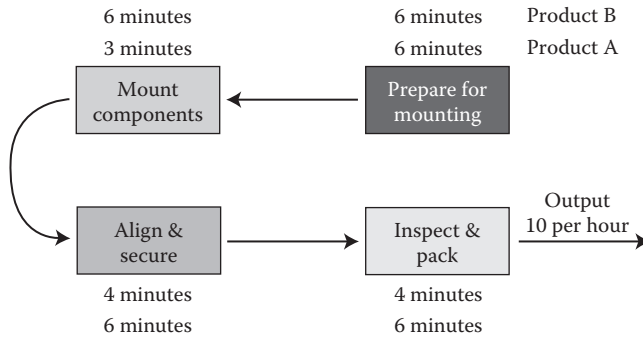 6 minutes 6 minutes Product B
3 minutes 6 minutes Product A
Mount
components
Prepare for
mounting
Align &
secure
Inspect &
pack
Output
10 per hour
4 minutes 4 minutes
6 minutes 6 minutes